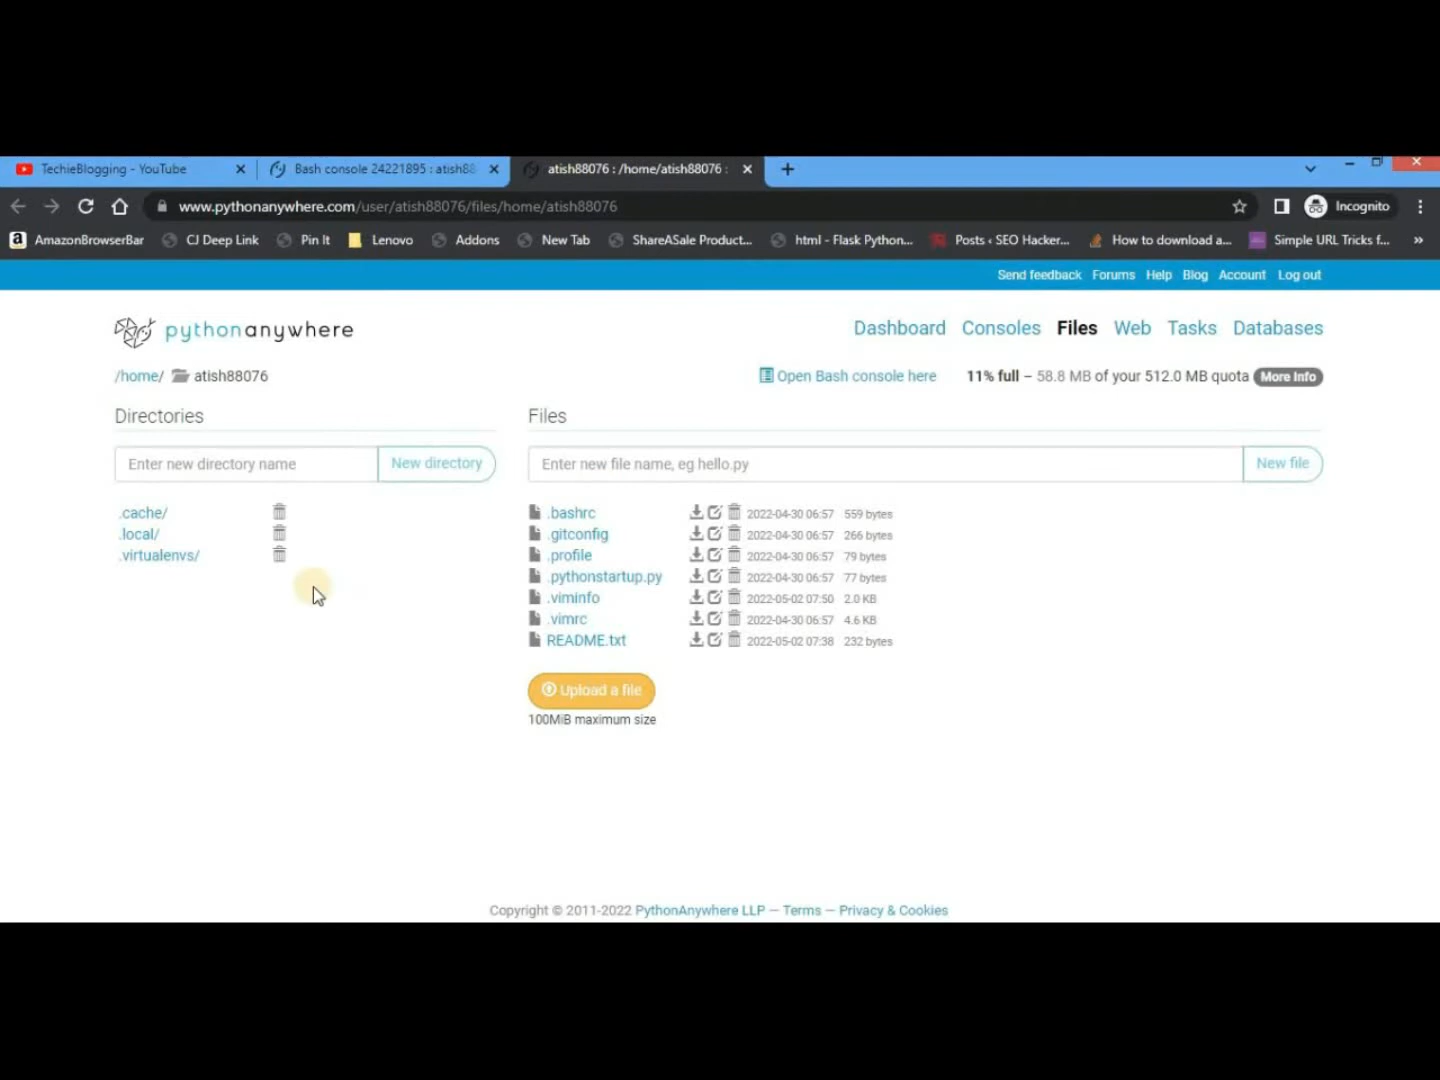 TechieBlogging - YouTube
Bash console 24221895 : atish88
atish88076 : /home/atish88076 :
www.pythonanywhere.com/user/atish88076/files/home/atish88076
Incognito
AmazonBrowserBar CJ Deep Link Pin It Lenovo Addons New Tab ShareASale Product... html - Flask Python... Posts ‹ SEO Hacker... How to download a... Simple URL Tricks f... »
Send feedback Forums Help Blog Account Log out
pythonanywhere
Dashboard Consoles Files Web Tasks Databases
/home/ atish88076
Open Bash console here 11% full – 58.8 MB of your 512.0 MB quota More Info
Directories
Enter new directory name New directory
.cache/
.local/
.virtualenvs/
Files
Enter new file name, eg hello.py New file
.bashrc 2022-04-30 06:57 559 bytes
.gitconfig 2022-04-30 06:57 266 bytes
.profile 2022-04-30 06:57 79 bytes
.pythonstartup.py 2022-04-30 06:57 77 bytes
.viminfo 2022-05-02 07:50 2.0 KB
.vimrc 2022-04-30 06:57 4.6 KB
README.txt 2022-05-02 07:38 232 bytes
Upload a file
100MiB maximum size
Copyright © 2011-2022 PythonAnywhere LLP — Terms — Privacy & Cookies